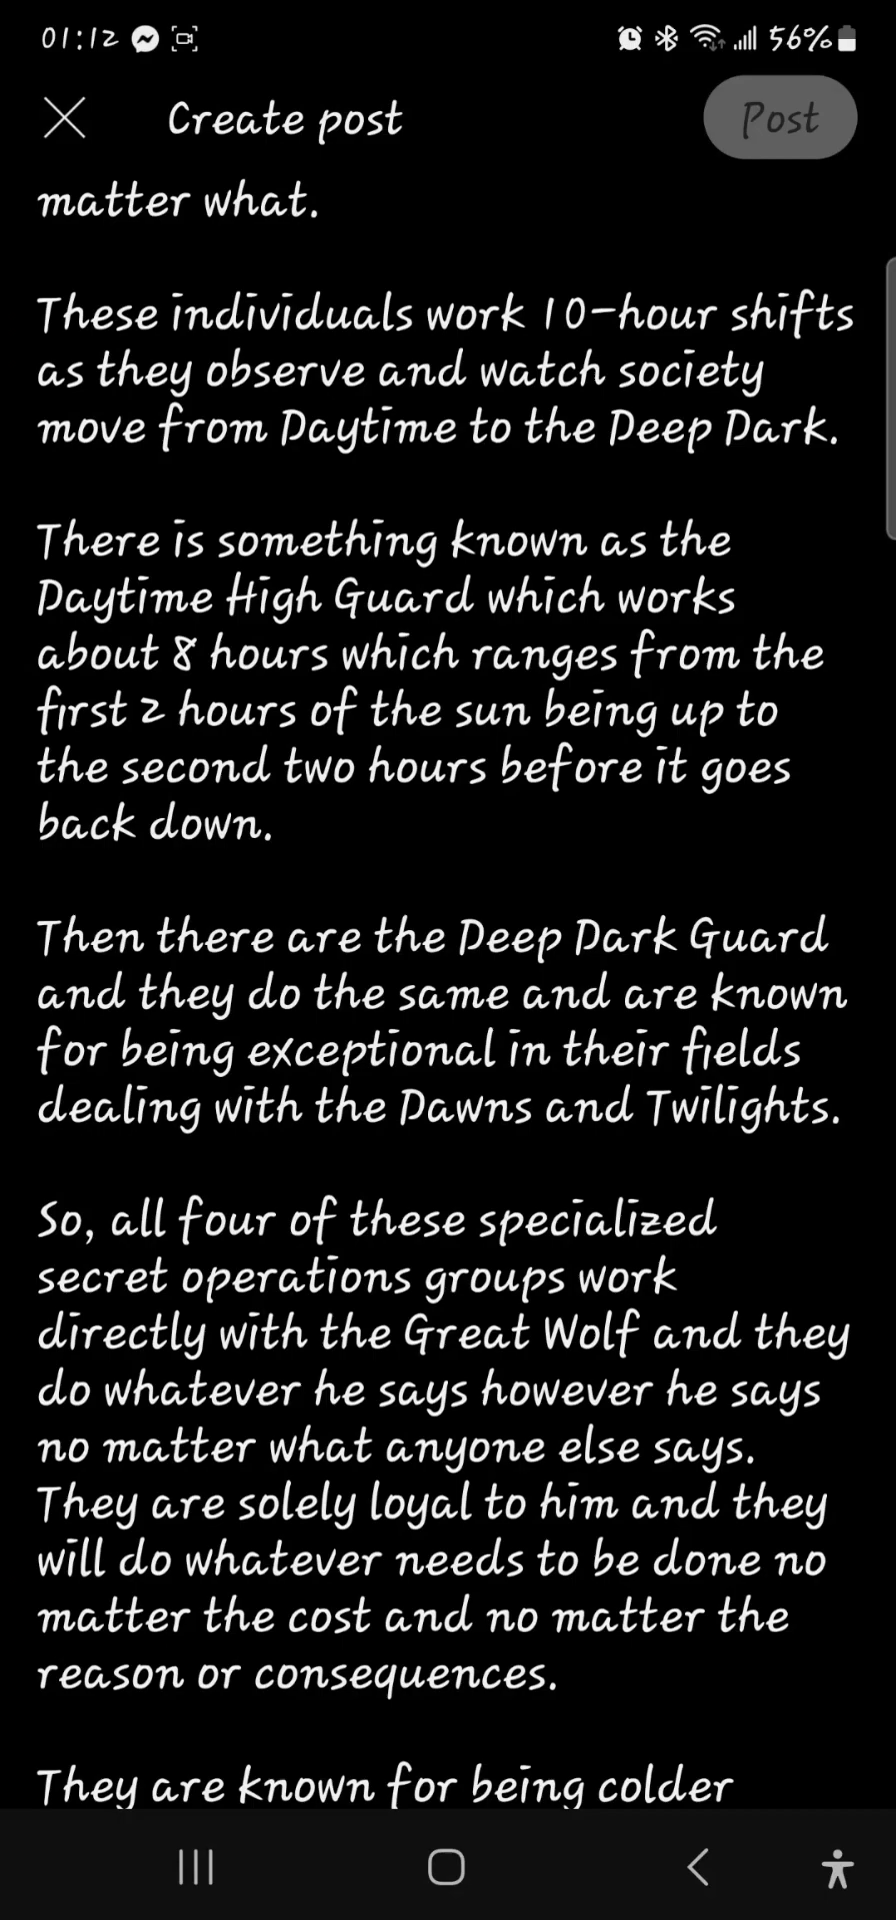 01:12 56%
Create post Post
matter what.
These individuals work 10-hour shifts
as they observe and watch society
move from Daytime to the Deep Dark.
There is something known as the
Daytime High Guard which works
about 8 hours which ranges from the
first 2 hours of the sun being up to
the second two hours before it goes
back down.
Then there are the Deep Dark Guard
and they do the same and are known
for being exceptional in their fields
dealing with the Dawns and Twilights.
So, all four of these specialized
secret operations groups work
directly with the Great Wolf and they
do whatever he says however he says
no matter what anyone else says.
They are solely loyal to him and they
will do whatever needs to be done no
matter the cost and no matter the
reason or consequences.
They are known for being colder